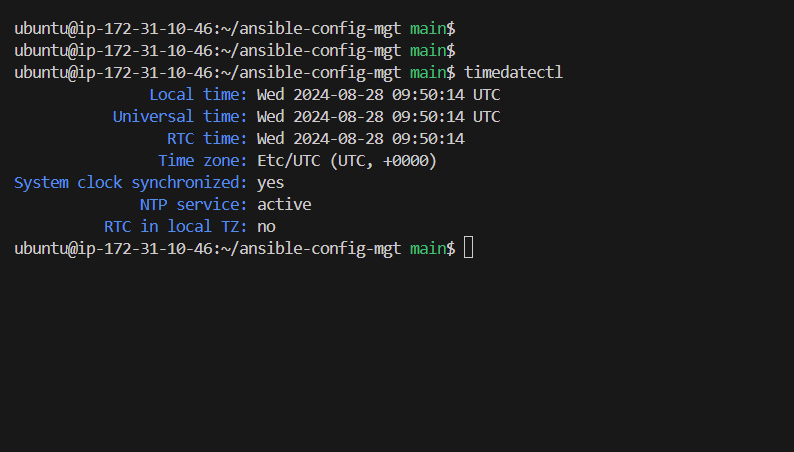 ubuntu@ip-172-31-10-46:~/ansible-config-mgt main$
ubuntu@ip-172-31-10-46:~/ansible-config-mgt main$
ubuntu@ip-172-31-10-46:~/ansible-config-mgt main$ timedatectl
Local time: Wed 2024-08-28 09:50:14 UTC
Universal time: Wed 2024-08-28 09:50:14 UTC
RTC time: Wed 2024-08-28 09:50:14
Time zone: Etc/UTC (UTC, +0000)
System clock synchronized: yes
NTP service: active
RTC in local TZ: no
ubuntu@ip-172-31-10-46:~/ansible-config-mgt main$